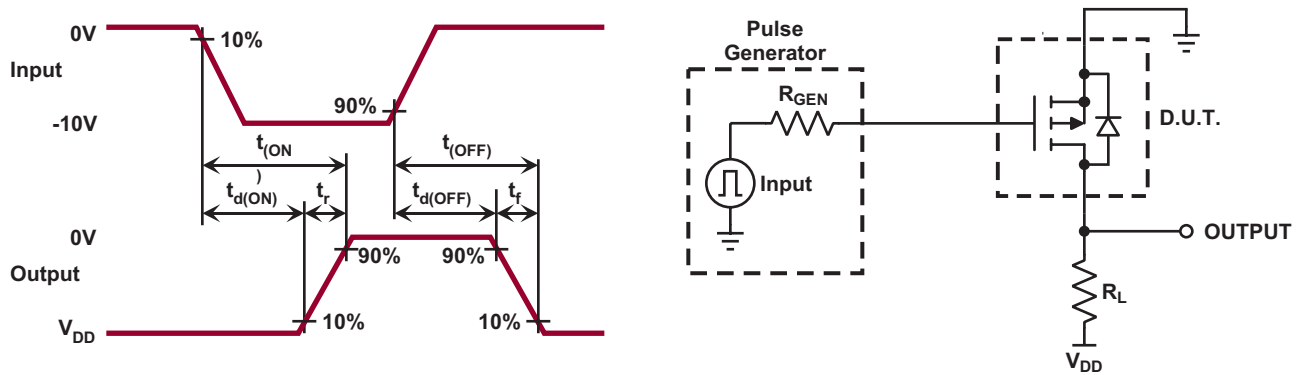 0V
10%
Input
90%
-10V
t(ON
)
t(OFF)
td(ON)
tr
td(OFF)
tf
0V
90%
90%
Output
10%
10%
VDD
Pulse
Generator
RGEN
Input
D.U.T.
OUTPUT
RL
VDD